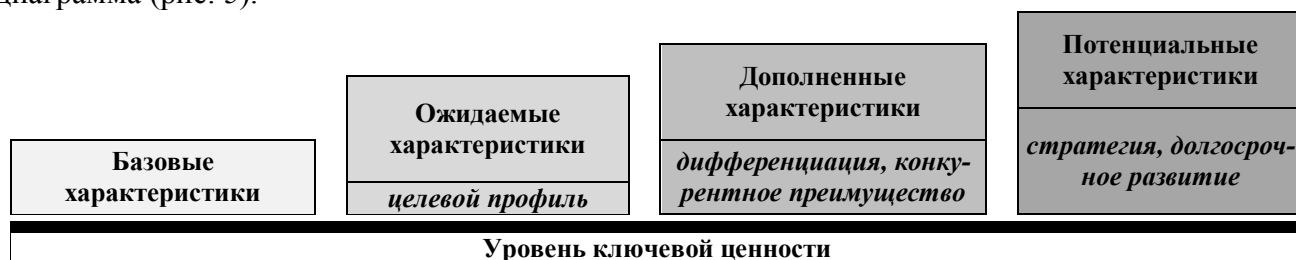 диаграмма (рис. 3).
Базовые
характеристики
Ожидаемые
характеристики
целевой профиль
Дополненные
характеристики
дифференциация, конку-
рентное преимущество
Потенциальные
характеристики
стратегия, долгосроч-
ное развитие
Уровень ключевой ценности